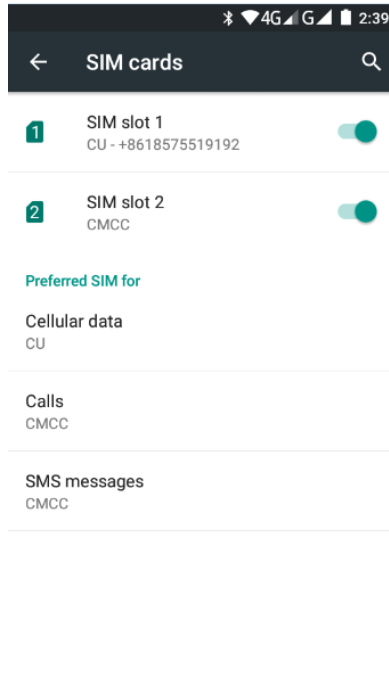 4G G 2:39
SIM cards
1
SIM slot 1
CU - +8618575519192
2
SIM slot 2
CMCC
Preferred SIM for
Cellular data
CU
Calls
CMCC
SMS messages
CMCC